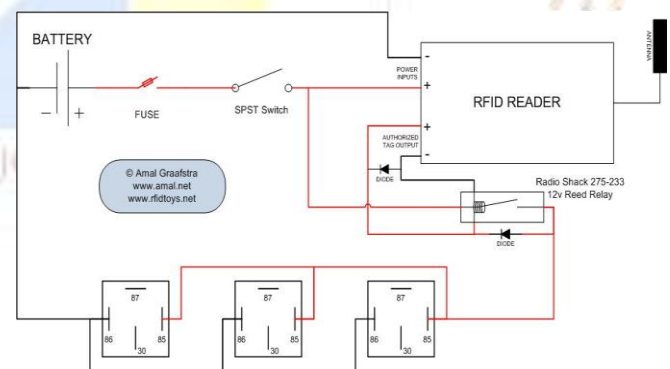 BATTERY
ANTENNA
POWER
INPUTS
-
+
RFID READER
- +
FUSE
SPST Switch
+
AUTHORIZED
TAG OUTPUT
-
DIODE
© Amal Graafstra
www.amal.net
www.rfidtoys.net
Radio Shack 275-233
12v Reed Relay
DIODE
87
86
85
30
87
86
85
30
87
86
85
30